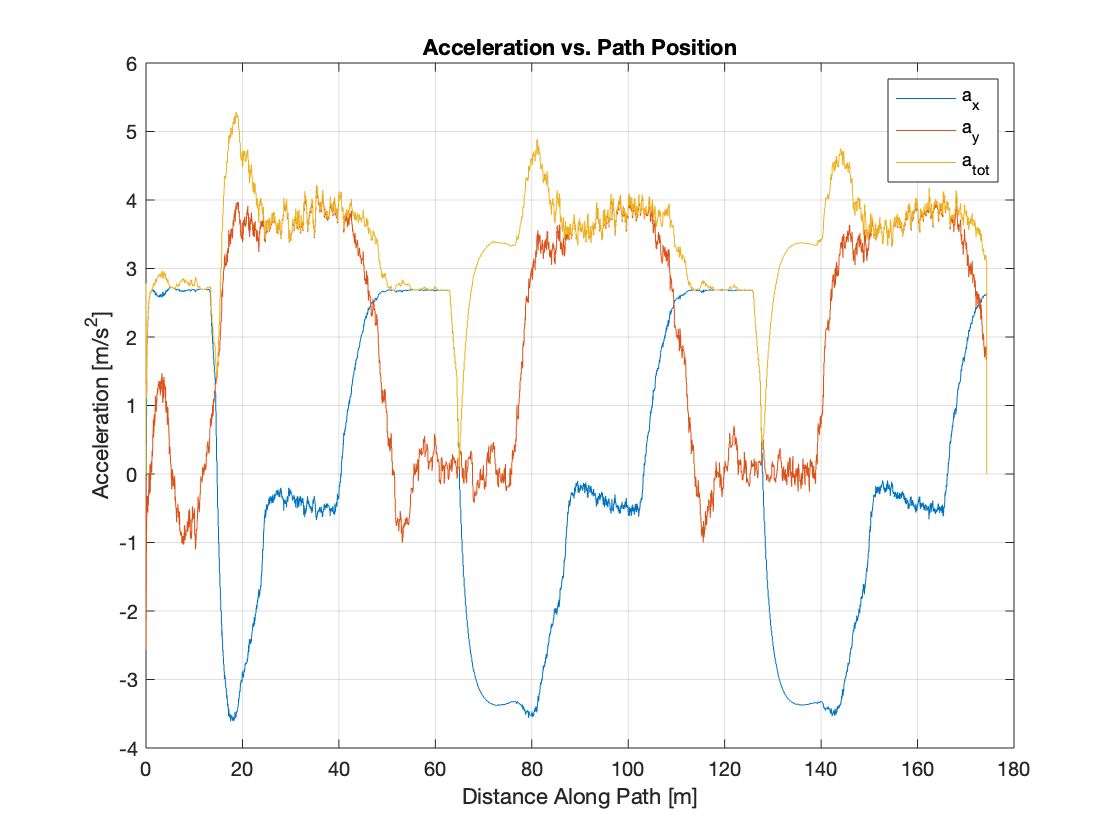 Acceleration vs. Path Position
Acceleration [m/s²]
6
5
4
3
2
1
0
-1
-2
-3
-4
a_x
a_y
a_tot
0 20 40 60 80 100 120 140 160 180
Distance Along Path [m]